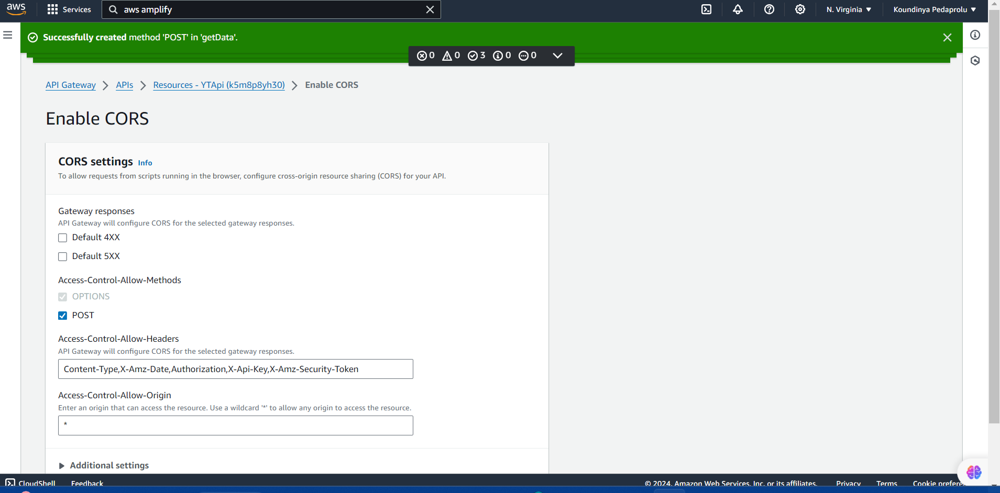 aws
Services
aws amplify
N. Virginia
Koundinya Pedaprolu
Successfully created method 'POST' in 'getData'.
0 0 3 0 0
API Gateway
APIs
Resources - YTApi (k5m8p8yh30)
Enable CORS
Enable CORS
CORS settings Info
To allow requests from scripts running in the browser, configure cross-origin resource sharing (CORS) for your API.
Gateway responses
API Gateway will configure CORS for the selected gateway responses.
Default 4XX
Default 5XX
Access-Control-Allow-Methods
OPTIONS
POST
Access-Control-Allow-Headers
API Gateway will configure CORS for the selected gateway responses.
Content-Type,X-Amz-Date,Authorization,X-Api-Key,X-Amz-Security-Token
Access-Control-Allow-Origin
Enter an origin that can access the resource. Use a wildcard '*' to allow any origin to access the resource.
*
Additional settings
CloudShell
Feedback
© 2024, Amazon Web Services, Inc. or its affiliates.
Privacy
Terms
Cookie prefere